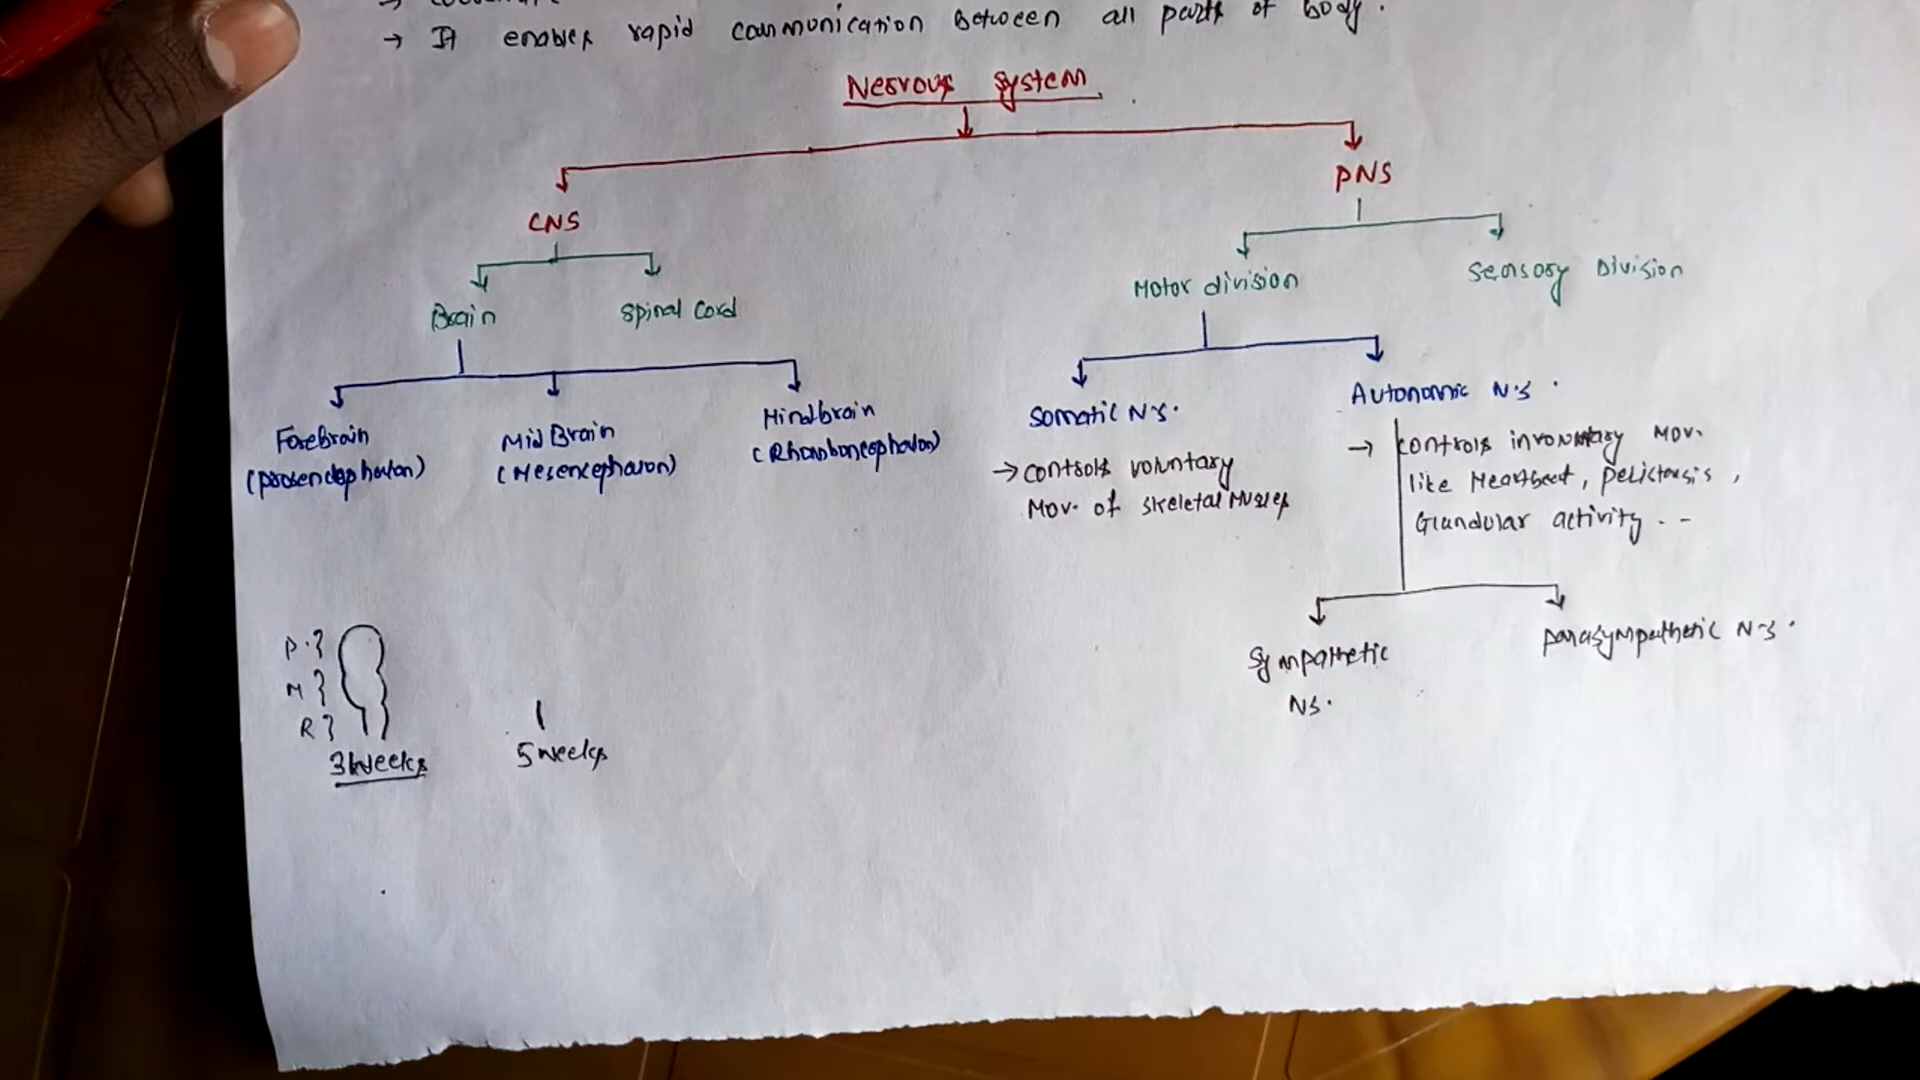 → It enables rapid communication Between all parts of body.
Nervous system
CNS
PNS
Brain
Spinal Cord
Motor division
Sensory Division
Forebrain
(prosencephalon)
Mid Brain
(Mesencephalon)
Hindbrain
(Rhombencephalon)
Somatic N.S.
→ controls voluntary
Mov. of skeletal Muscles
Autonomic N.S.
→ controls involuntary Mov.
like Heartbeat, pelistersis,
Glandular activity . . -
Sympathetic
NS.
parasympathetic N.S.
P. }
M }
R }
3 Weeks
5 weeks